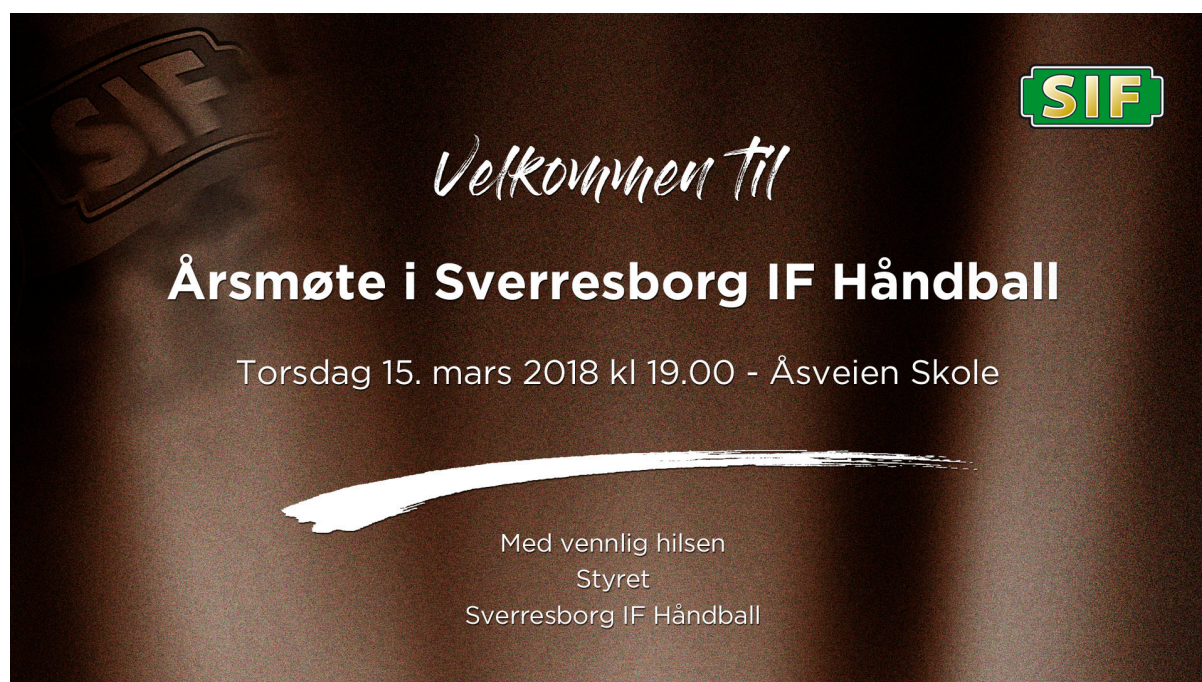 SIF
SIF
Velkommen til
Årsmøte i Sverresborg IF Håndball
Torsdag 15. mars 2018 kl 19.00 - Åsveien Skole
Med vennlig hilsen
Styret
Sverresborg IF Håndball